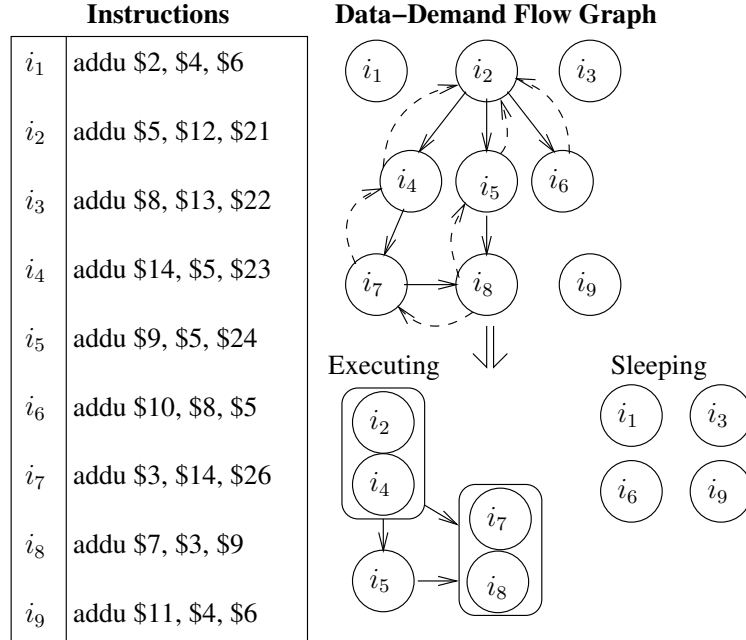 Instructions
i1 addu $2, $4, $6
i2 addu $5, $12, $21
i3 addu $8, $13, $22
i4 addu $14, $5, $23
i5 addu $9, $5, $24
i6 addu $10, $8, $5
i7 addu $3, $14, $26
i8 addu $7, $3, $9
i9 addu $11, $4, $6
Data–Demand Flow Graph
i1 i2 i3
i4 i5 i6
i7 i8 i9
Executing
i2
i4
i7
i5 i8
Sleeping
i1 i3
i6 i9